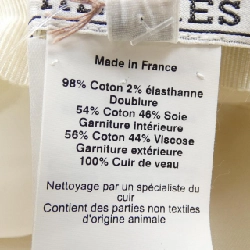 Made in France
98% Coton 2% élasthanne
Doublure
54% Coton 46% Soie
Garniture Intérieure
56% Coton 44% Viscose
Garniture extérieure
100% Cuir de veau
Nettoyage par un spécialiste du
cuir
Contient des parties non textiles
d'origine animale